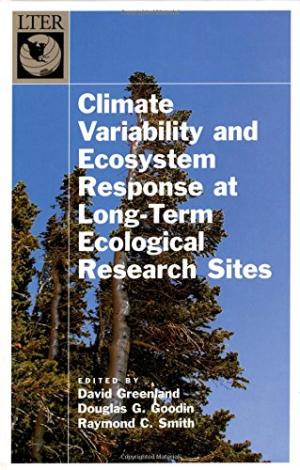 LTER
Climate
Variability and
Ecosystem
Response at
Long-Term
Ecological
Research Sites
EDITED BY
David Greenland
Douglas G. Goodin
Raymond C. Smith